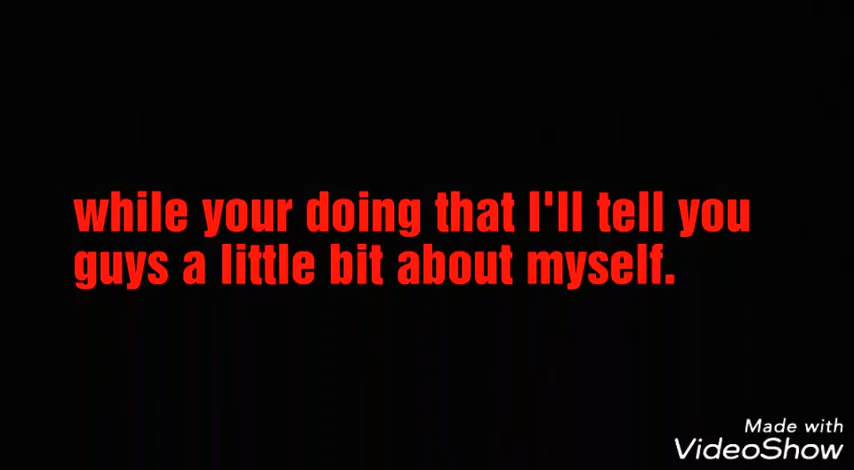 while your doing that I'll tell you
guys a little bit about myself.
Made with
VideoShow